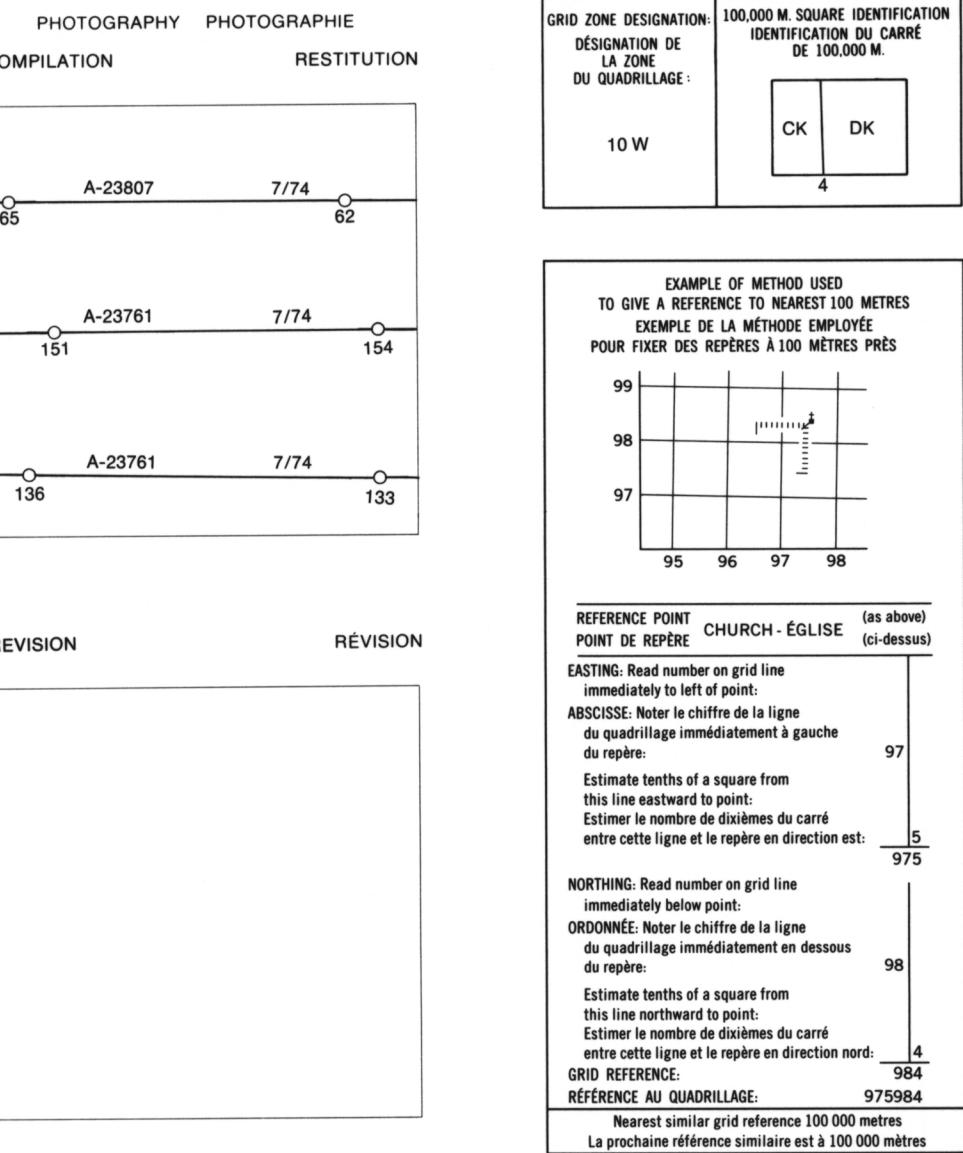 PHOTOGRAPHY PHOTOGRAPHIE
OMPILATION RESTITUTION
A-23807 7/74
65 62
A-23761 7/74
151 154
A-23761 7/74
136 133
EVISION RÉVISION
GRID ZONE DESIGNATION:
DÉSIGNATION DE
LA ZONE
DU QUADRILLAGE :
10 W
100,000 M. SQUARE IDENTIFICATION
IDENTIFICATION DU CARRÉ
DE 100,000 M.
CK DK
4
EXAMPLE OF METHOD USED
TO GIVE A REFERENCE TO NEAREST 100 METRES
EXEMPLE DE LA MÉTHODE EMPLOYÉE
POUR FIXER DES REPÈRES À 100 MÈTRES PRÈS
99
98
97
95 96 97 98
REFERENCE POINT CHURCH - ÉGLISE (as above)
POINT DE REPÈRE (ci-dessus)
EASTING: Read number on grid line
immediately to left of point:
ABSCISSE: Noter le chiffre de la ligne
du quadrillage immédiatement à gauche
du repère: 97
Estimate tenths of a square from
this line eastward to point:
Estimer le nombre de dixièmes du carré
entre cette ligne et le repère en direction est: 5
975
NORTHING: Read number on grid line
immediately below point:
ORDONNÉE: Noter le chiffre de la ligne
du quadrillage immédiatement en dessous
du repère: 98
Estimate tenths of a square from
this line northward to point:
Estimer le nombre de dixièmes du carré
entre cette ligne et le repère en direction nord: 4
GRID REFERENCE: 984
RÉFÉRENCE AU QUADRILLAGE: 975984
Nearest similar grid reference 100 000 metres
La prochaine référence similaire est à 100 000 mètres